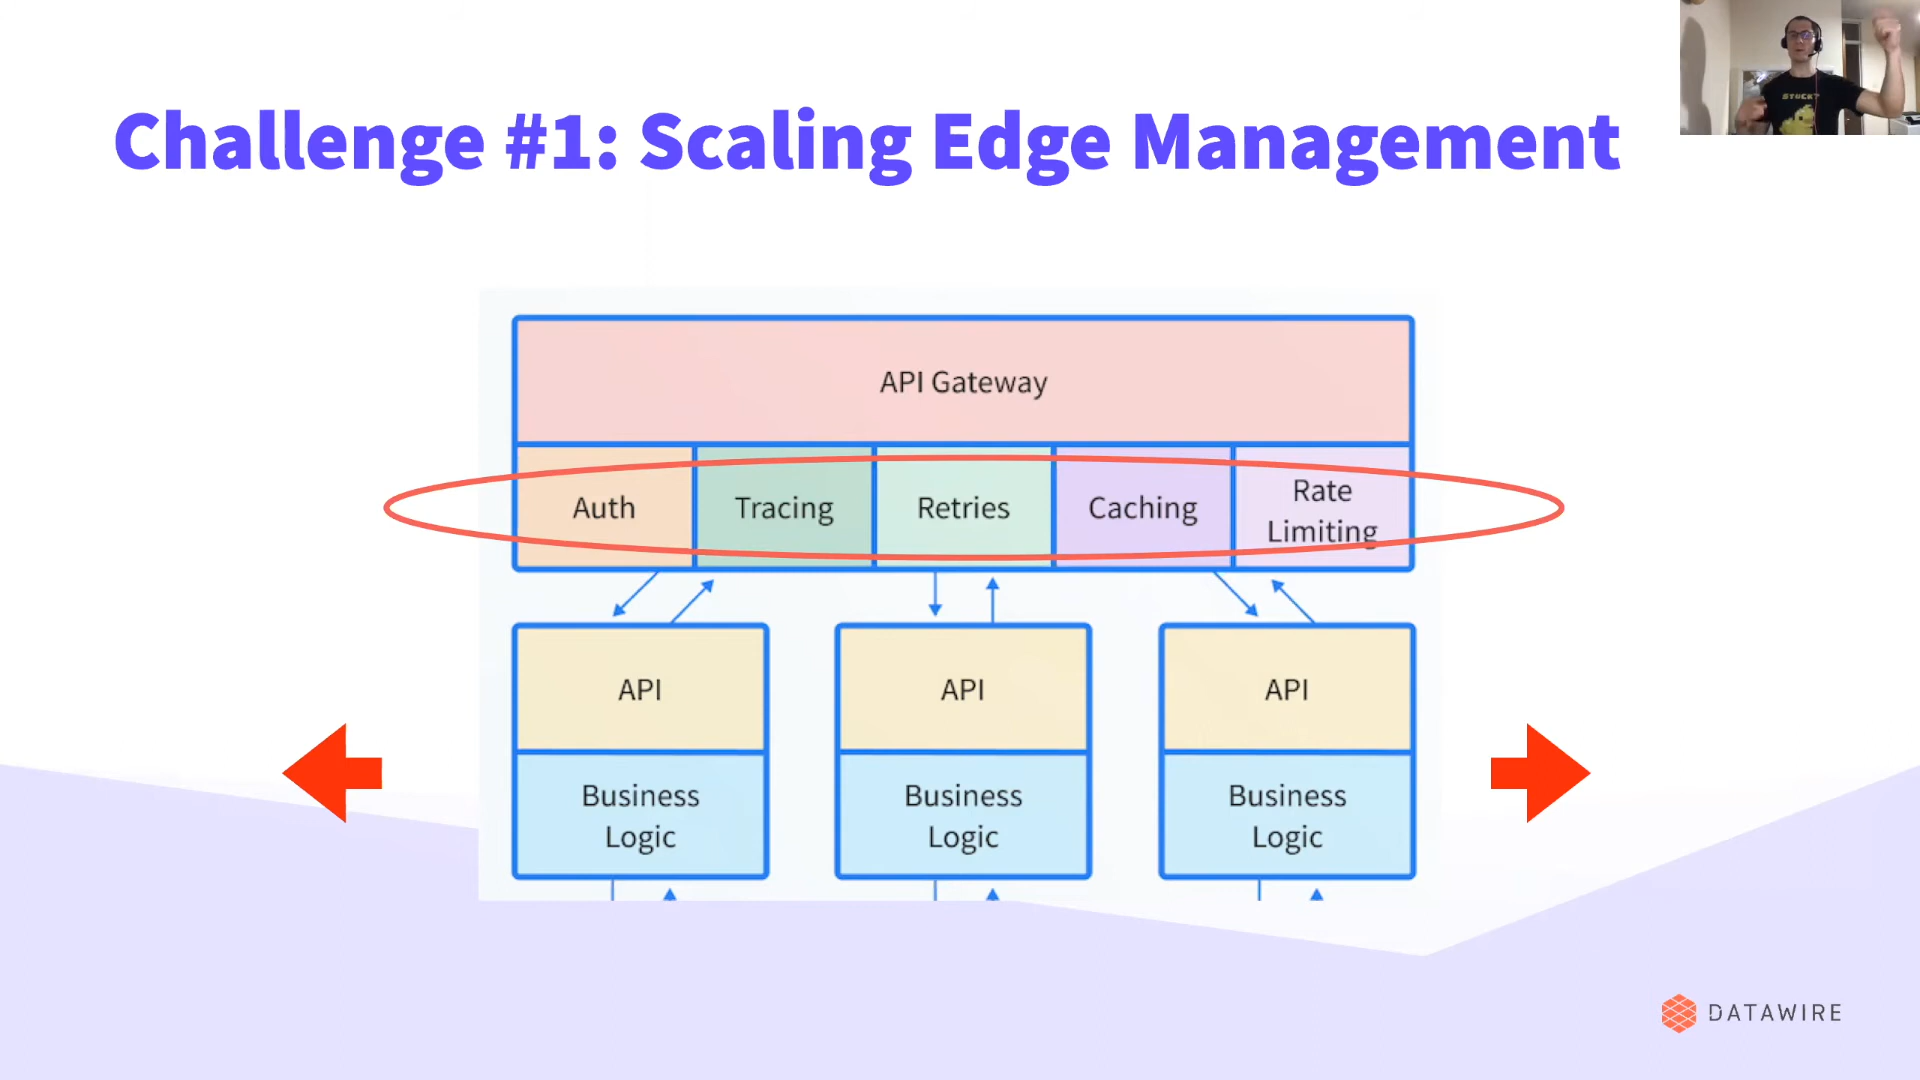 Challenge #1: Scaling Edge Management
STUCK?
API Gateway
Auth
Tracing
Retries
Caching
Rate
Limiting
API
API
API
Business
Logic
Business
Logic
Business
Logic
DATAWIRE